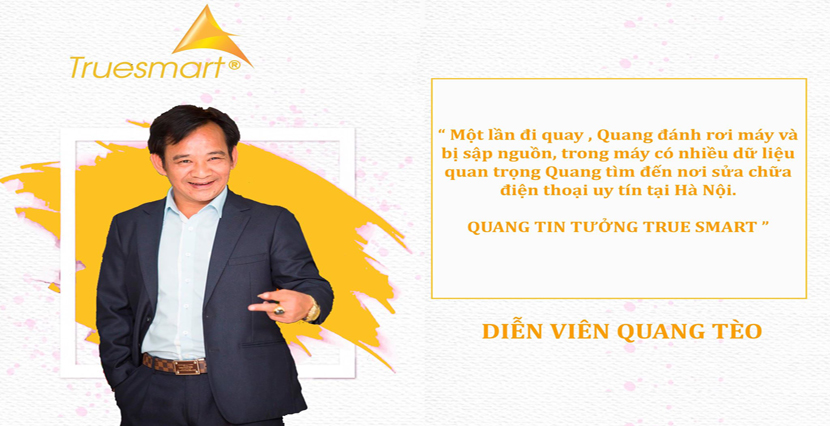 Truesmart®
“ Một lần đi quay , Quang đánh rơi máy và
bị sập nguồn, trong máy có nhiều dữ liệu
quan trọng Quang tìm đến nơi sửa chữa
điện thoại uy tín tại Hà Nội.
QUANG TIN TƯỞNG TRUE SMART ”
DIỄN VIÊN QUANG TÈO